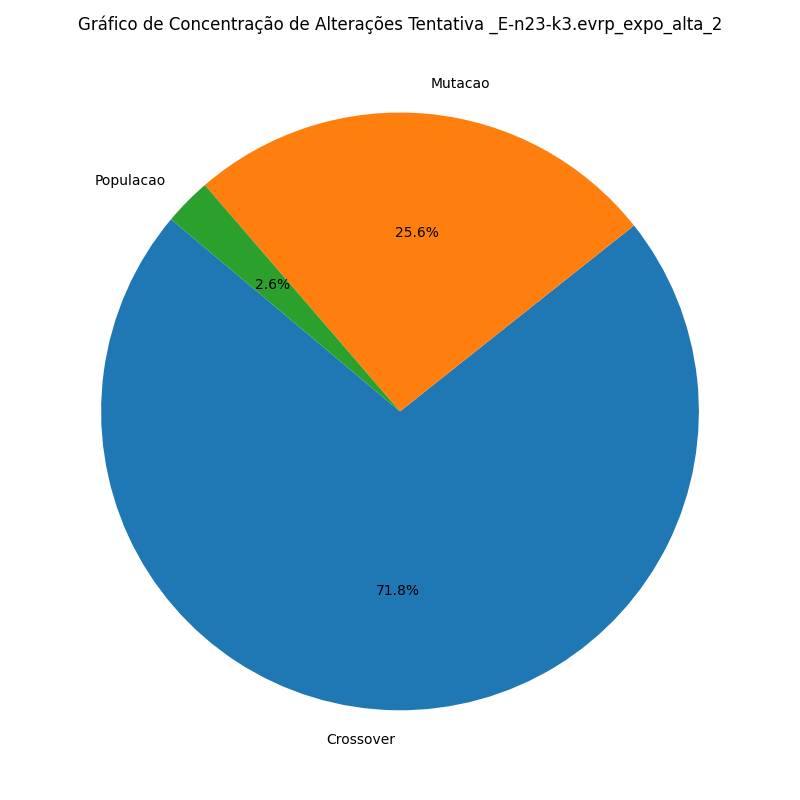 Gráfico de Concentração de Alterações Tentativa _E-n23-k3.evrp_expo_alta_2
Mutacao
Populacao
25.6%
2.6%
71.8%
Crossover